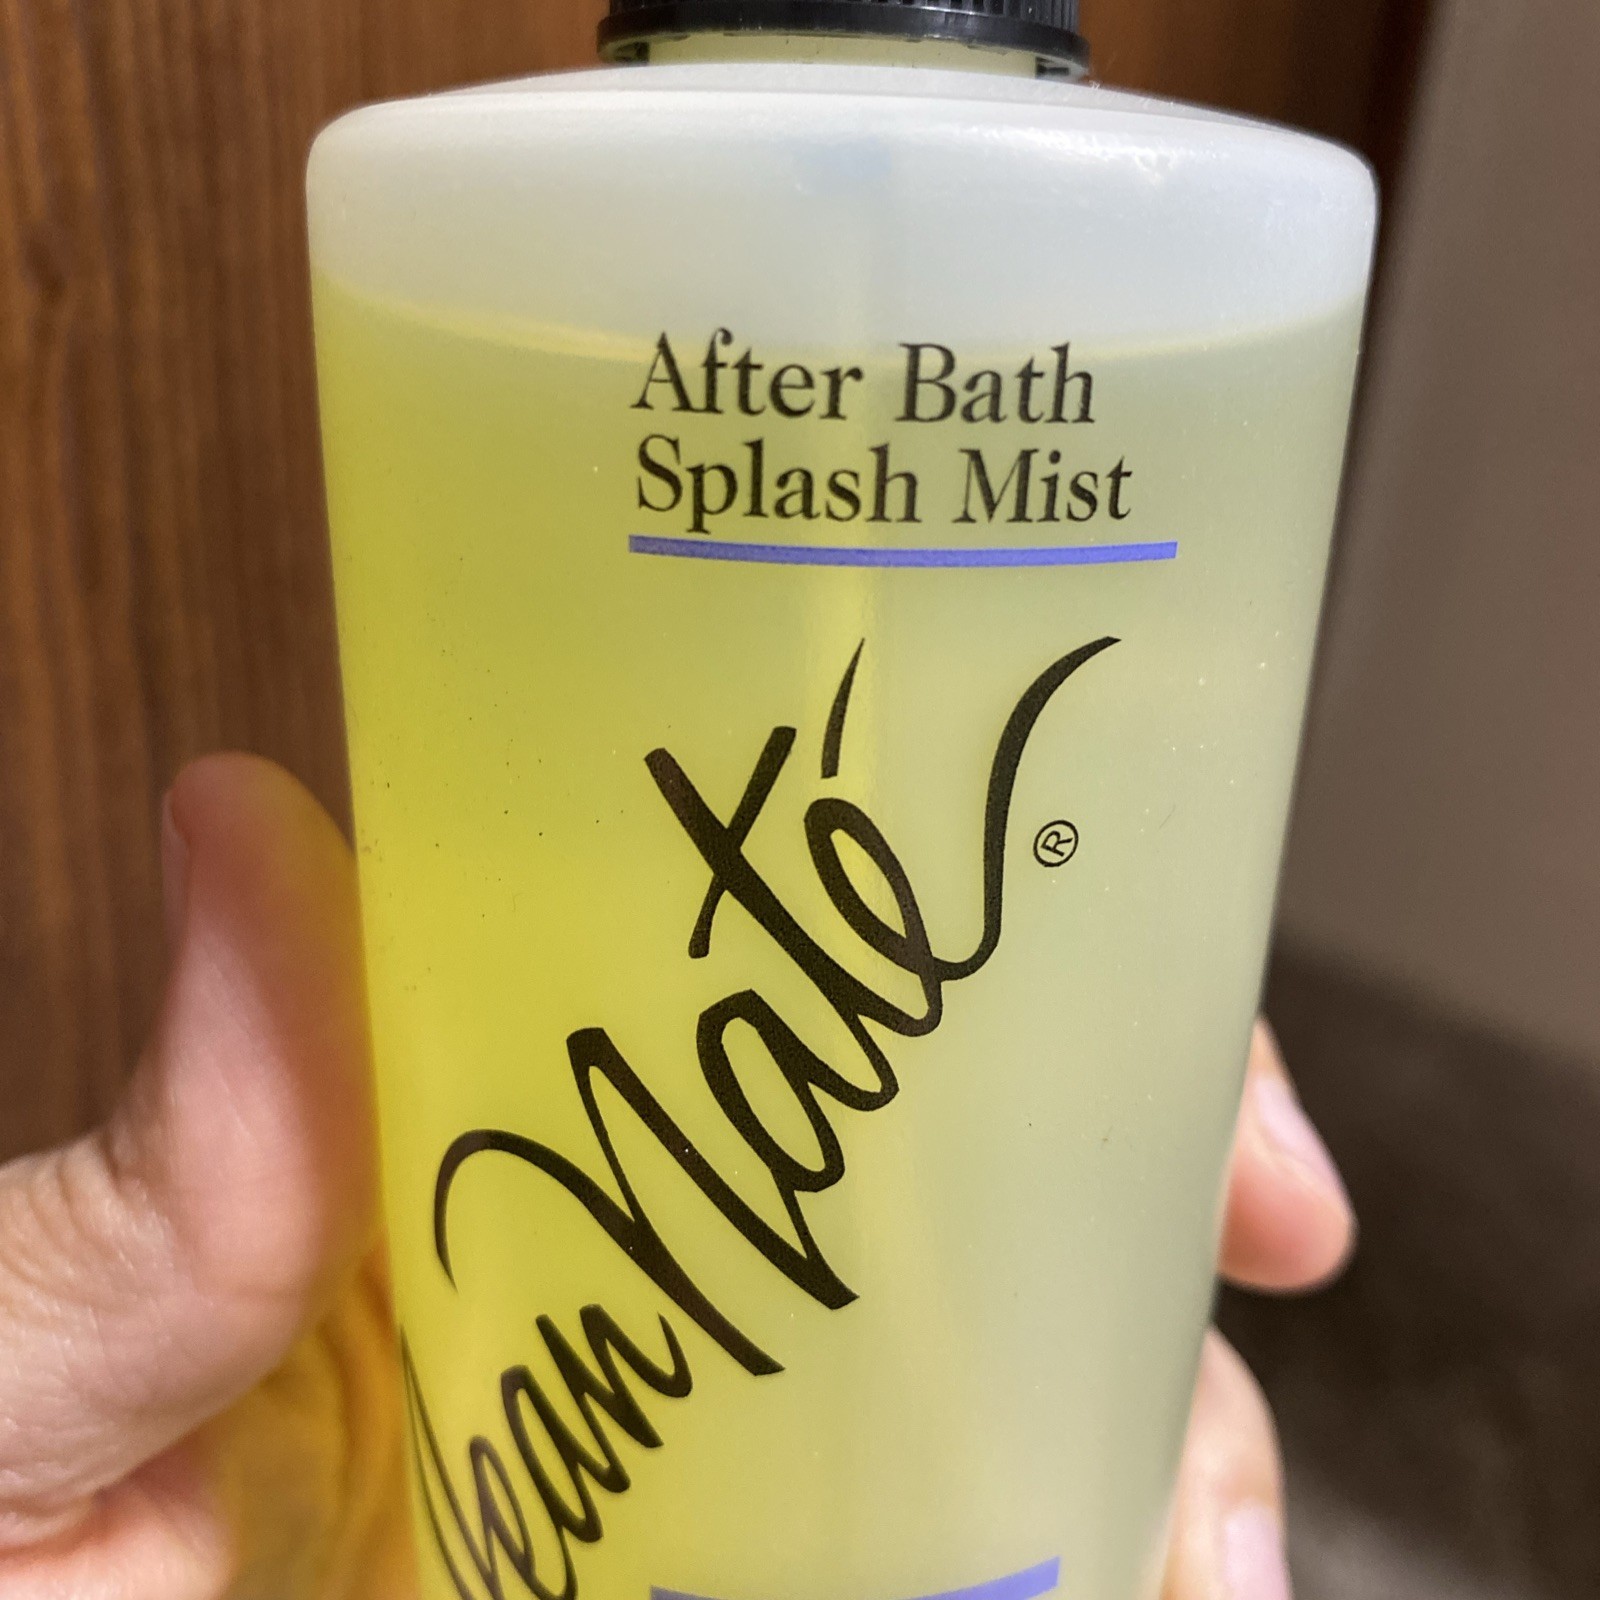 After Bath
Splash Mist
Jean Naté®